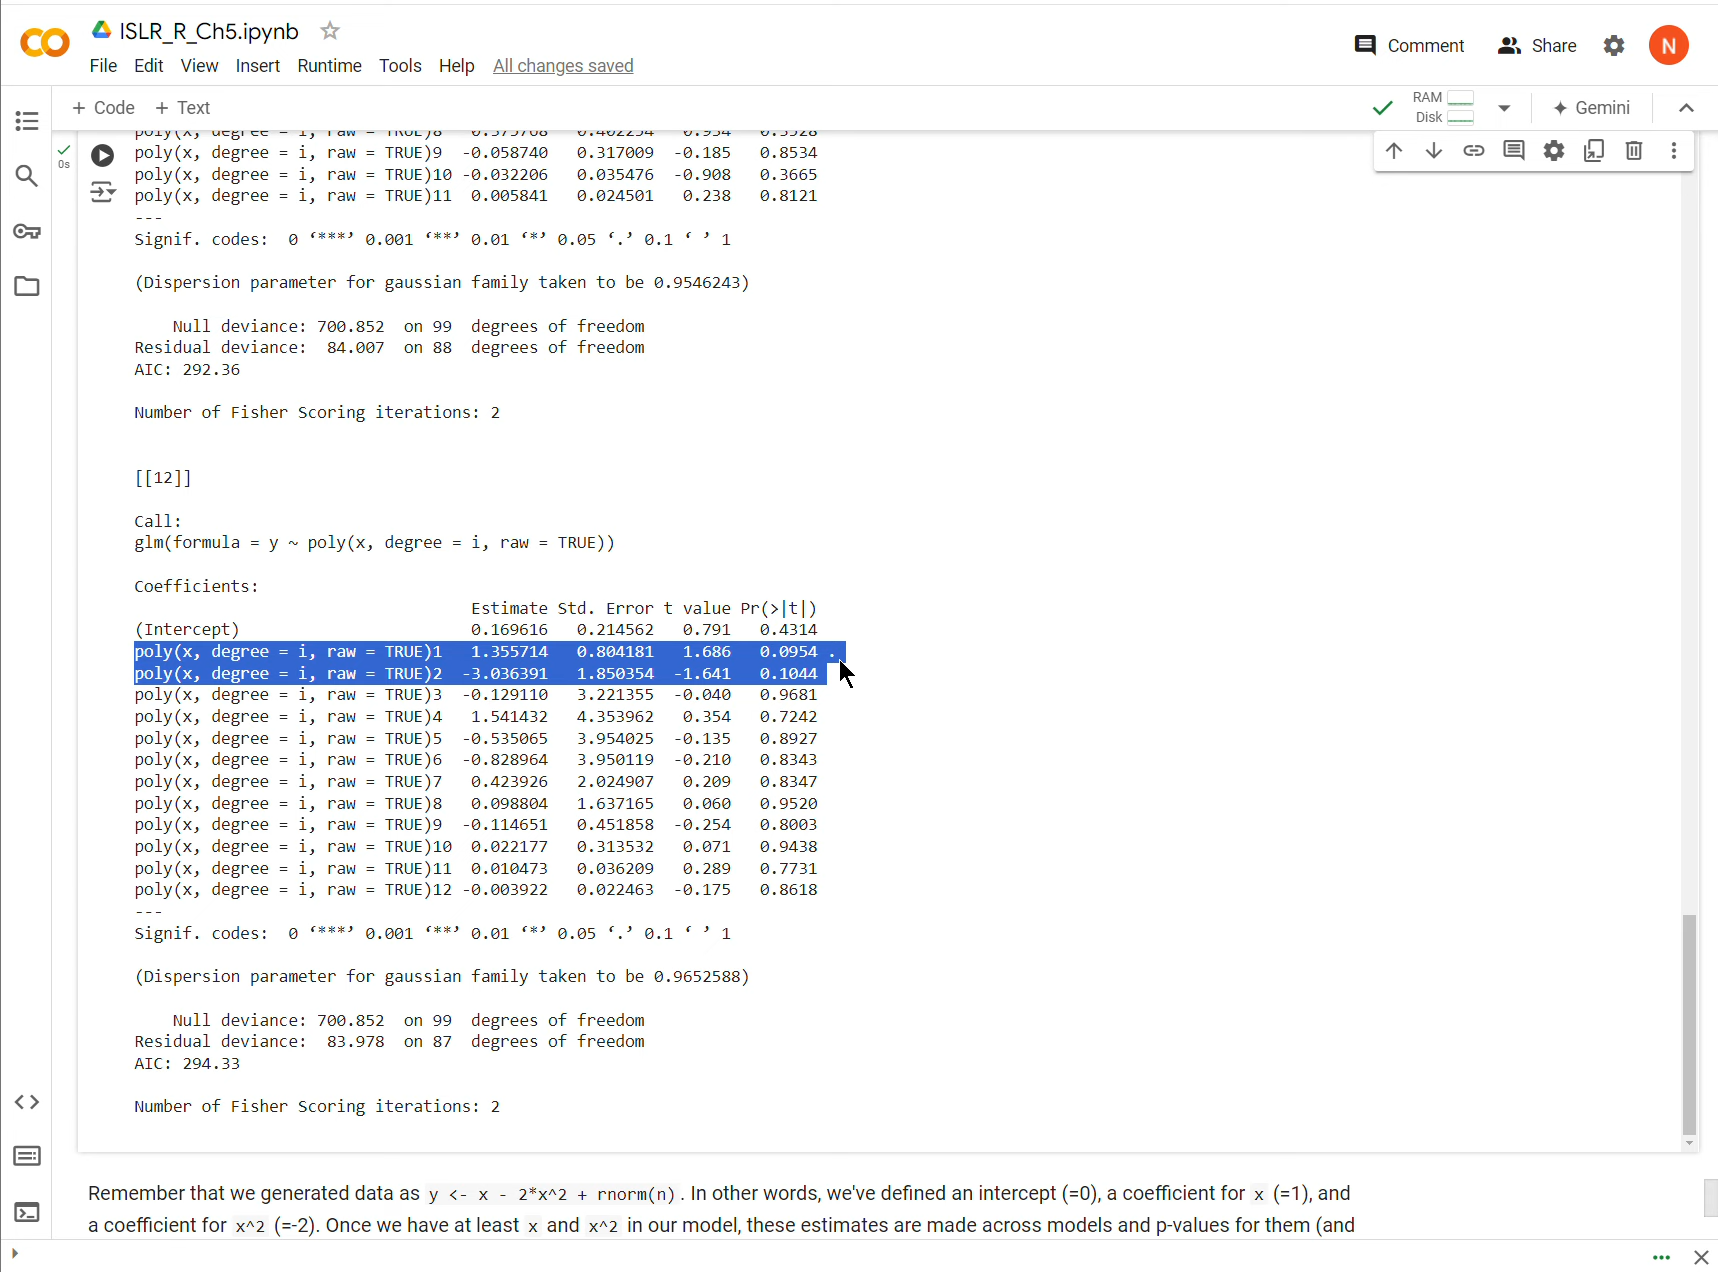 ISLR_R_Ch5.ipynb
File Edit View Insert Runtime Tools Help All changes saved
Comment Share N
+ Code + Text
RAM
Disk
Gemini
poly(x, degree = i, raw = TRUE)8 0.375768 0.402254 0.934 0.3528
0s
poly(x, degree = i, raw = TRUE)9 -0.058740 0.317009 -0.185 0.8534
poly(x, degree = i, raw = TRUE)10 -0.032206 0.035476 -0.908 0.3665
poly(x, degree = i, raw = TRUE)11 0.005841 0.024501 0.238 0.8121
---
Signif. codes: 0 ‘***’ 0.001 ‘**’ 0.01 ‘*’ 0.05 ‘.’ 0.1 ‘ ’ 1
(Dispersion parameter for gaussian family taken to be 0.9546243)
Null deviance: 700.852 on 99 degrees of freedom
Residual deviance: 84.007 on 88 degrees of freedom
AIC: 292.36
Number of Fisher Scoring iterations: 2
[[12]]
Call:
glm(formula = y ~ poly(x, degree = i, raw = TRUE))
Coefficients:
Estimate Std. Error t value Pr(>|t|)
(Intercept) 0.169616 0.214562 0.791 0.4314
poly(x, degree = i, raw = TRUE)1 1.355714 0.804181 1.686 0.0954 .
poly(x, degree = i, raw = TRUE)2 -3.036391 1.850354 -1.641 0.1044
poly(x, degree = i, raw = TRUE)3 -0.129110 3.221355 -0.040 0.9681
poly(x, degree = i, raw = TRUE)4 1.541432 4.353962 0.354 0.7242
poly(x, degree = i, raw = TRUE)5 -0.535065 3.954025 -0.135 0.8927
poly(x, degree = i, raw = TRUE)6 -0.828964 3.950119 -0.210 0.8343
poly(x, degree = i, raw = TRUE)7 0.423926 2.024907 0.209 0.8347
poly(x, degree = i, raw = TRUE)8 0.098804 1.637165 0.060 0.9520
poly(x, degree = i, raw = TRUE)9 -0.114651 0.451858 -0.254 0.8003
poly(x, degree = i, raw = TRUE)10 0.022177 0.313532 0.071 0.9438
poly(x, degree = i, raw = TRUE)11 0.010473 0.036209 0.289 0.7731
poly(x, degree = i, raw = TRUE)12 -0.003922 0.022463 -0.175 0.8618
---
Signif. codes: 0 ‘***’ 0.001 ‘**’ 0.01 ‘*’ 0.05 ‘.’ 0.1 ‘ ’ 1
(Dispersion parameter for gaussian family taken to be 0.9652588)
Null deviance: 700.852 on 99 degrees of freedom
Residual deviance: 83.978 on 87 degrees of freedom
AIC: 294.33
Number of Fisher Scoring iterations: 2
Remember that we generated data as y <- x - 2*x^2 + rnorm(n). In other words, we've defined an intercept (=0), a coefficient for x (=1), and
a coefficient for x^2 (=-2). Once we have at least x and x^2 in our model, these estimates are made across models and p-values for them (and